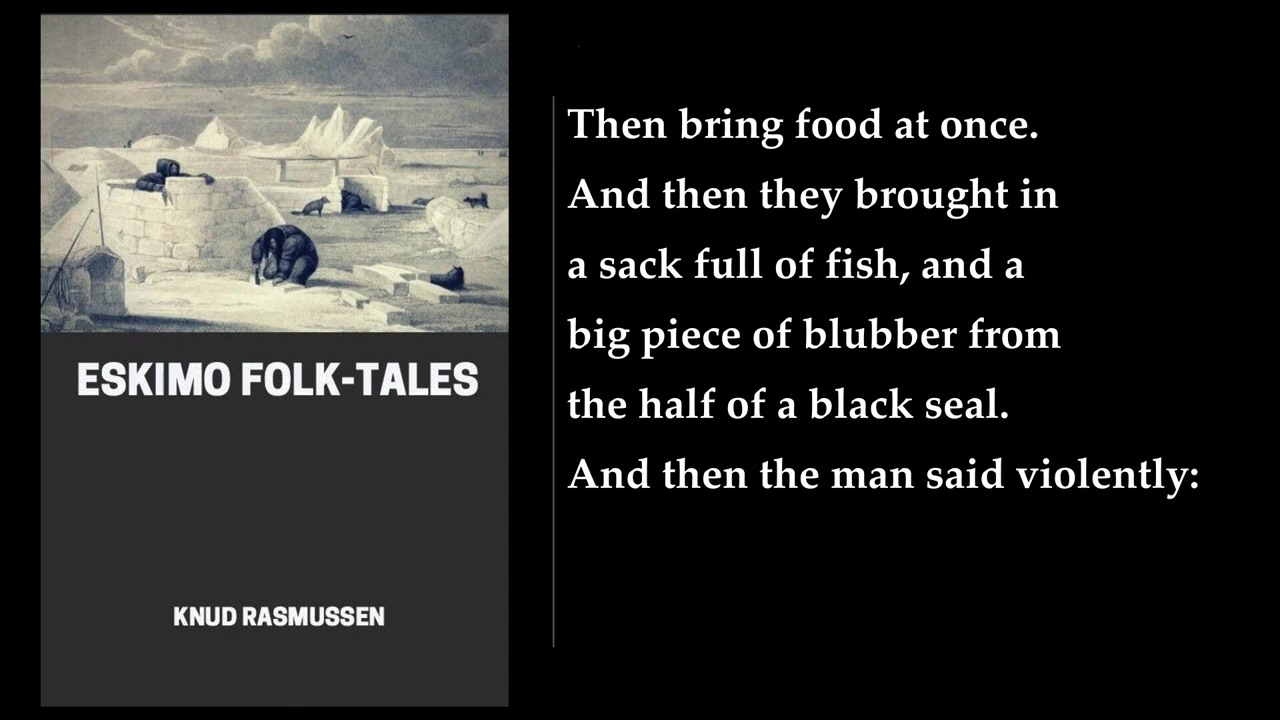 ESKIMO FOLK-TALES
KNUD RASMUSSEN
Then bring food at once.
And then they brought in
a sack full of fish, and a
big piece of blubber from
the half of a black seal.
And then the man said violently: